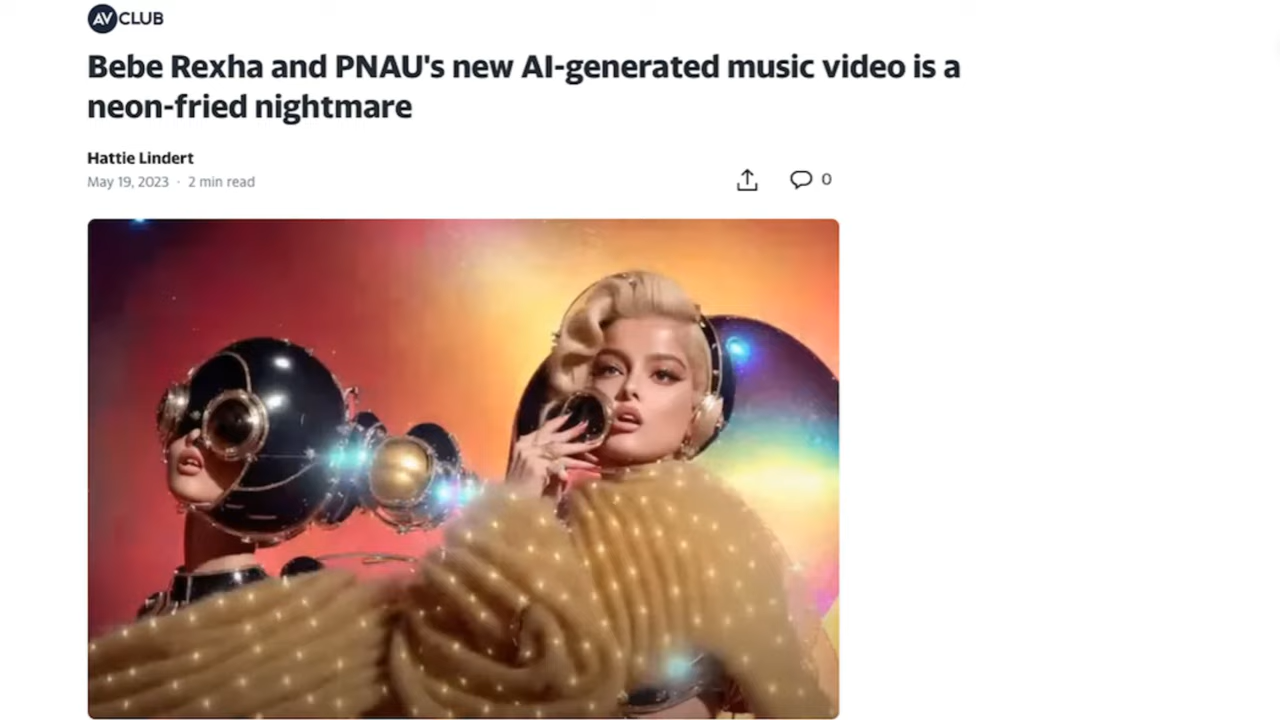 AV CLUB
Bebe Rexha and PNAU's new AI-generated music video is a
neon-fried nightmare
Hattie Lindert
May 19, 2023 · 2 min read
0